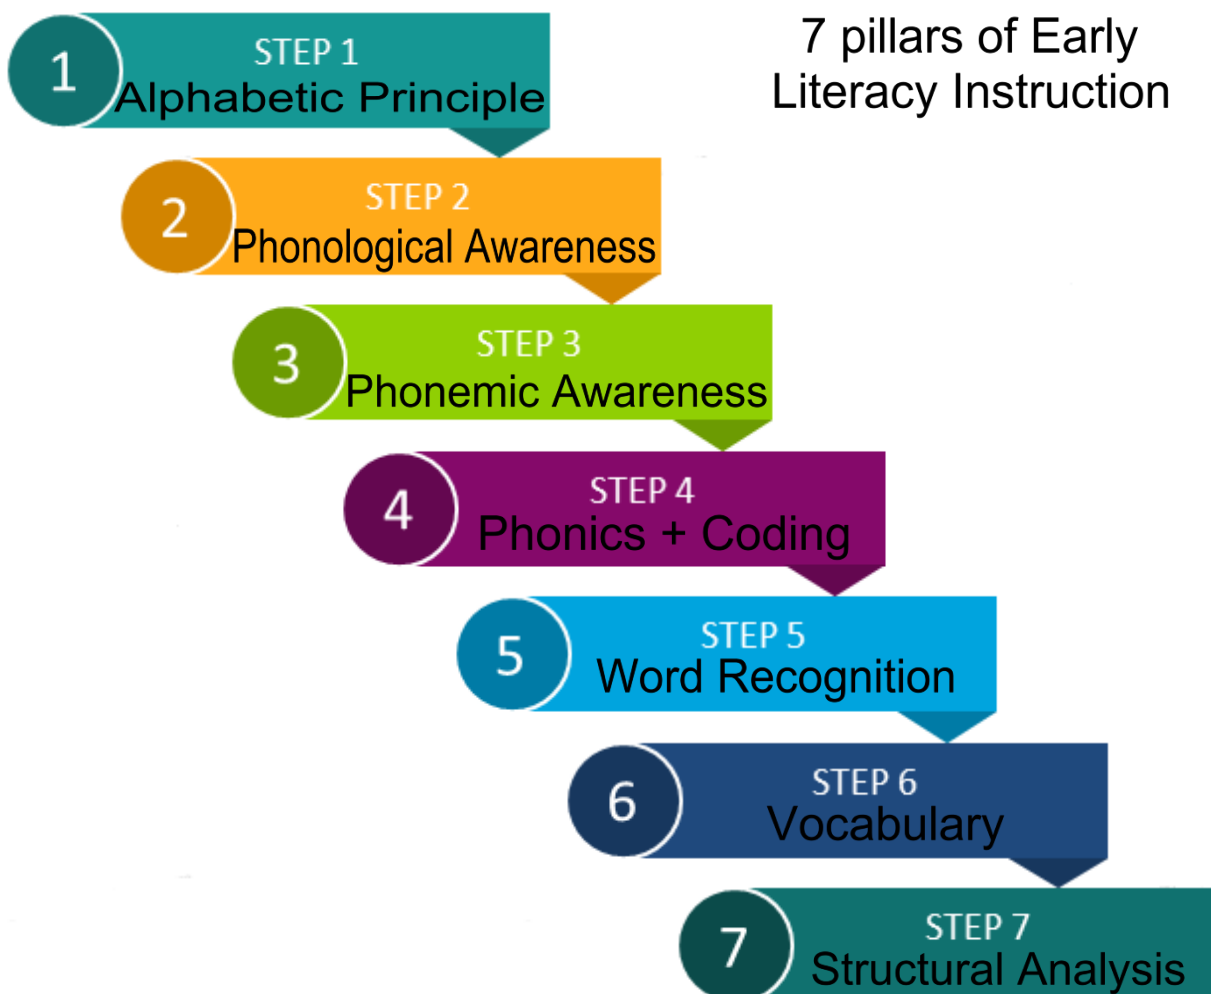 7 pillars of Early
Literacy Instruction
1
STEP 1
Alphabetic Principle
2
STEP 2
Phonological Awareness
3
STEP 3
Phonemic Awareness
4
STEP 4
Phonics + Coding
5
STEP 5
Word Recognition
6
STEP 6
Vocabulary
7
STEP 7
Structural Analysis